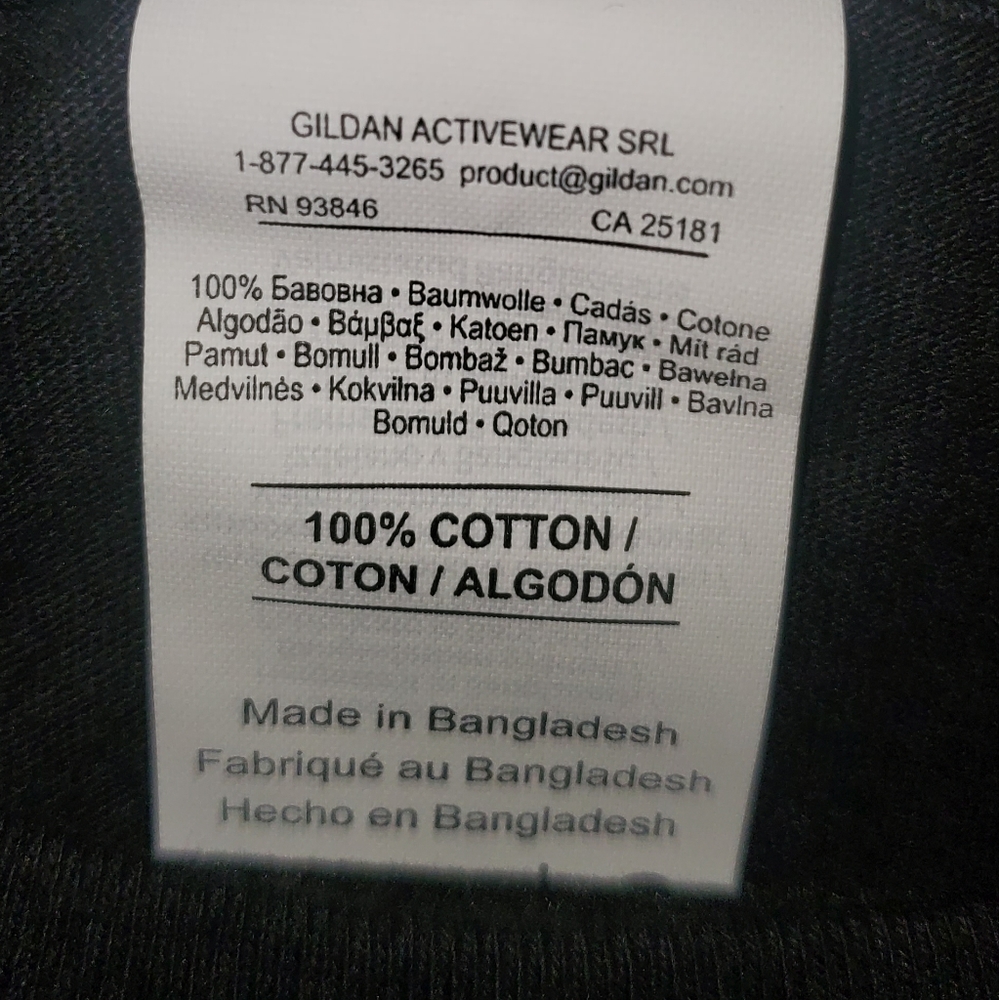 GILDAN ACTIVEWEAR SRL
1-877-445-3265 product@gildan.com
RN 93846 CA 25181
100% Бавовна • Baumwolle • Cadás • Cotone
Algodão • Βάμβαξ • Katoen • Памук • Mit rád
Pamut • Bomull • Bombaž • Bumbac • Bawełna
Medvilnės • Kokvilna • Puuvilla • Puuvill • Bavlna
Bomuld • Qoton
100% COTTON /
COTON / ALGODÓN
Made in Bangladesh
Fabriqué au Bangladesh
Hecho en Bangladesh